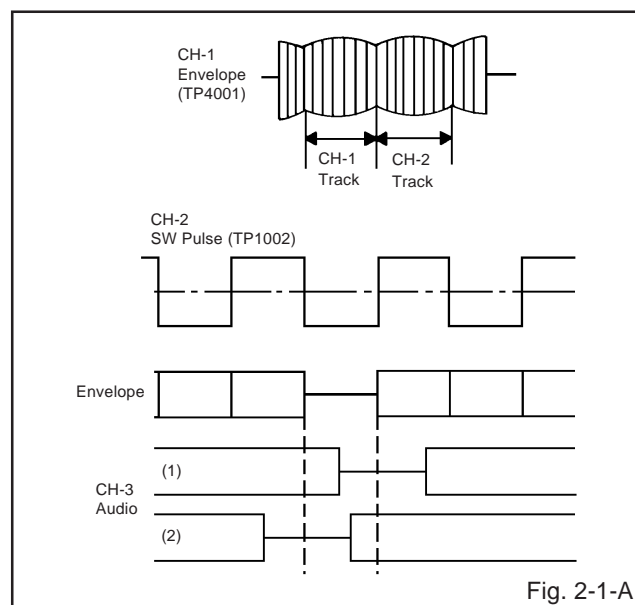 CH-1
Envelope
(TP4001)
CH-1
Track
CH-2
Track
CH-2
SW Pulse (TP1002)
Envelope
CH-3
Audio
(1)
(2)
Fig. 2-1-A